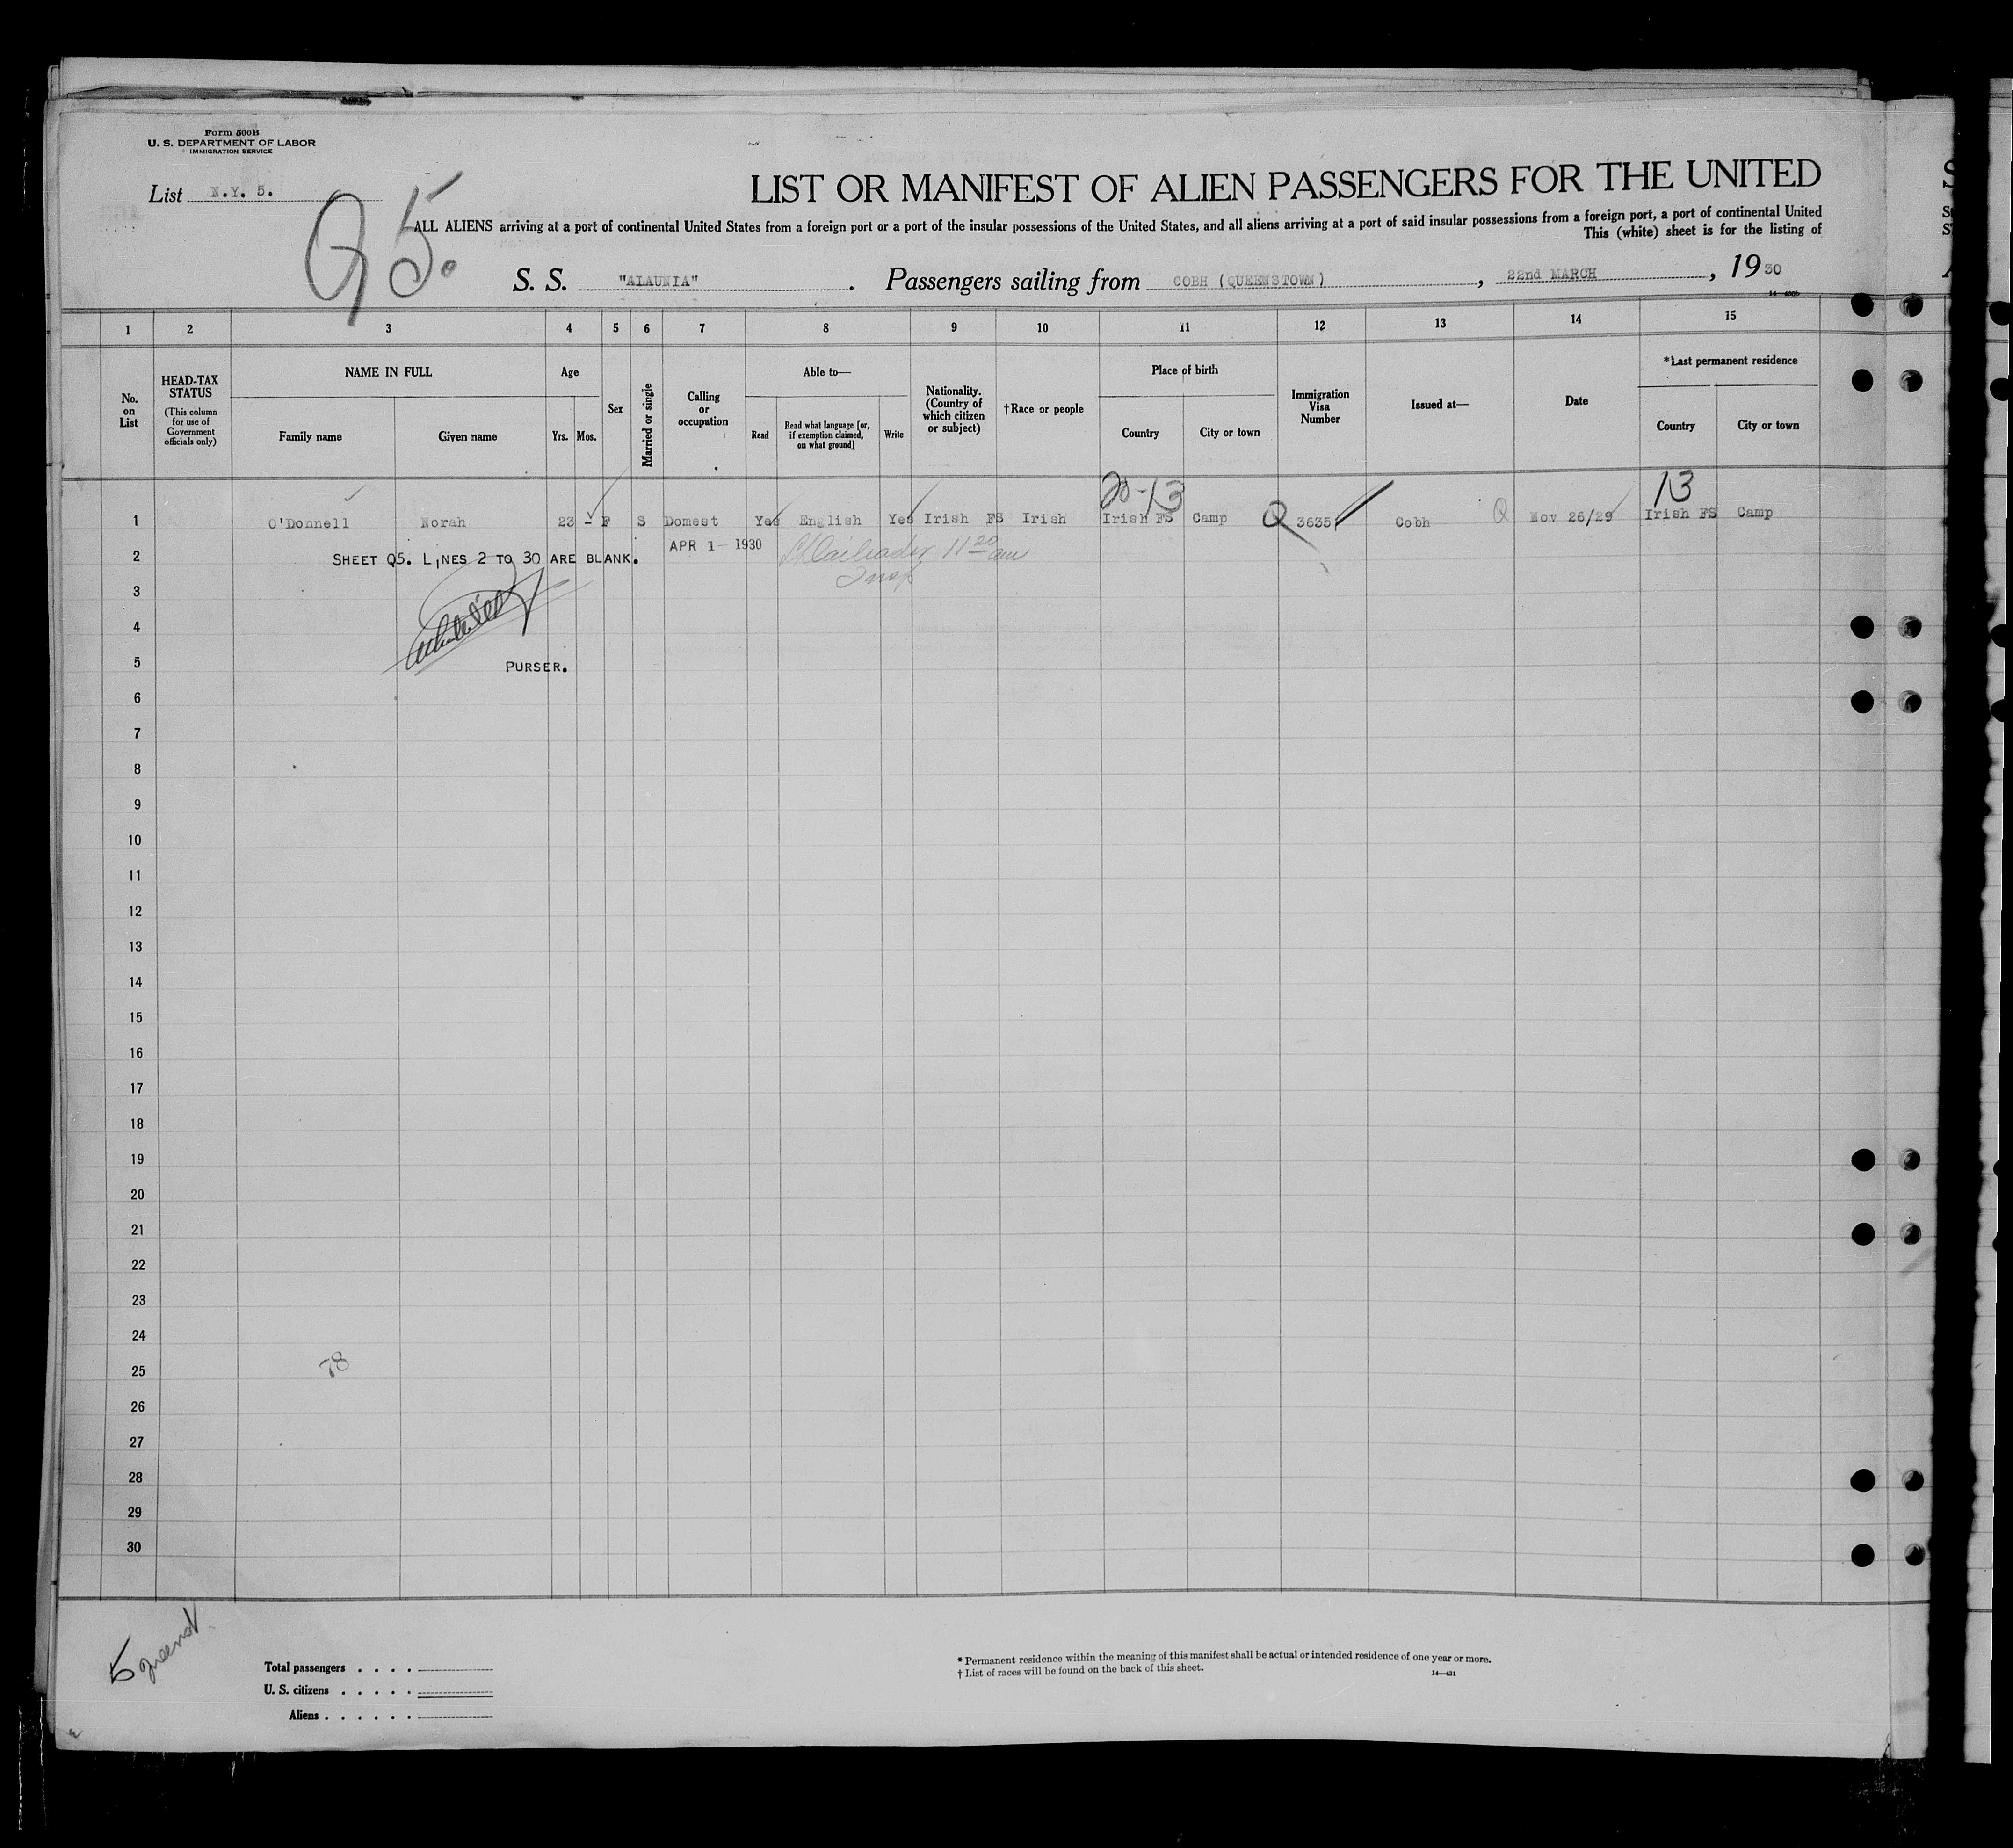 Form 500B
U. S. DEPARTMENT OF LABOR
IMMIGRATION SERVICE
List N.Y. 5.
Q5.
LIST OR MANIFEST OF ALIEN PASSENGERS FOR THE UNITED
ALL ALIENS arriving at a port of continental United States from a foreign port or a port of the insular possessions of the United States, and all aliens arriving at a port of said insular possessions from a foreign port, a port of continental United
This (white) sheet is for the listing of
S. S. "ALAUNIA". Passengers sailing from COBH (QUEENSTOWN), 22nd MARCH, 1930
1 2 3 4 5 6 7 8 9 10 11 12 13 14 15
No. on List
HEAD-TAX STATUS
(This column for use of Government officials only)
NAME IN FULL
Family name
Given name
Age
Yrs. Mos.
Sex
Married or single
Calling or occupation
Able to—
Read
Read what language [or, if exemption claimed, on what ground]
Write
Nationality. (Country of which citizen or subject)
†Race or people
Place of birth
Country
City or town
Immigration Visa Number
Issued at—
Date
*Last permanent residence
Country
City or town
20-13
13
1 O'Donnell Norah 23 - F S Domest Yes English Yes Irish FS Irish Irish FS Camp Q 3635 Cobh Q Nov 26/29 Irish FS Camp
APR 1- 1930
11 20 am
Insp
2 SHEET Q5. LINES 2 TO 30 ARE BLANK.
3
4
5 PURSER.
6
7
8
9
10
11
12
13
14
15
16
17
18
19
20
21
22
23
24
25 78
26
27
28
29
30
5
Total passengers . . . .
U. S. citizens . . . . .
Aliens . . . . . .
* Permanent residence within the meaning of this manifest shall be actual or intended residence of one year or more.
† List of races will be found on the back of this sheet.
14—431